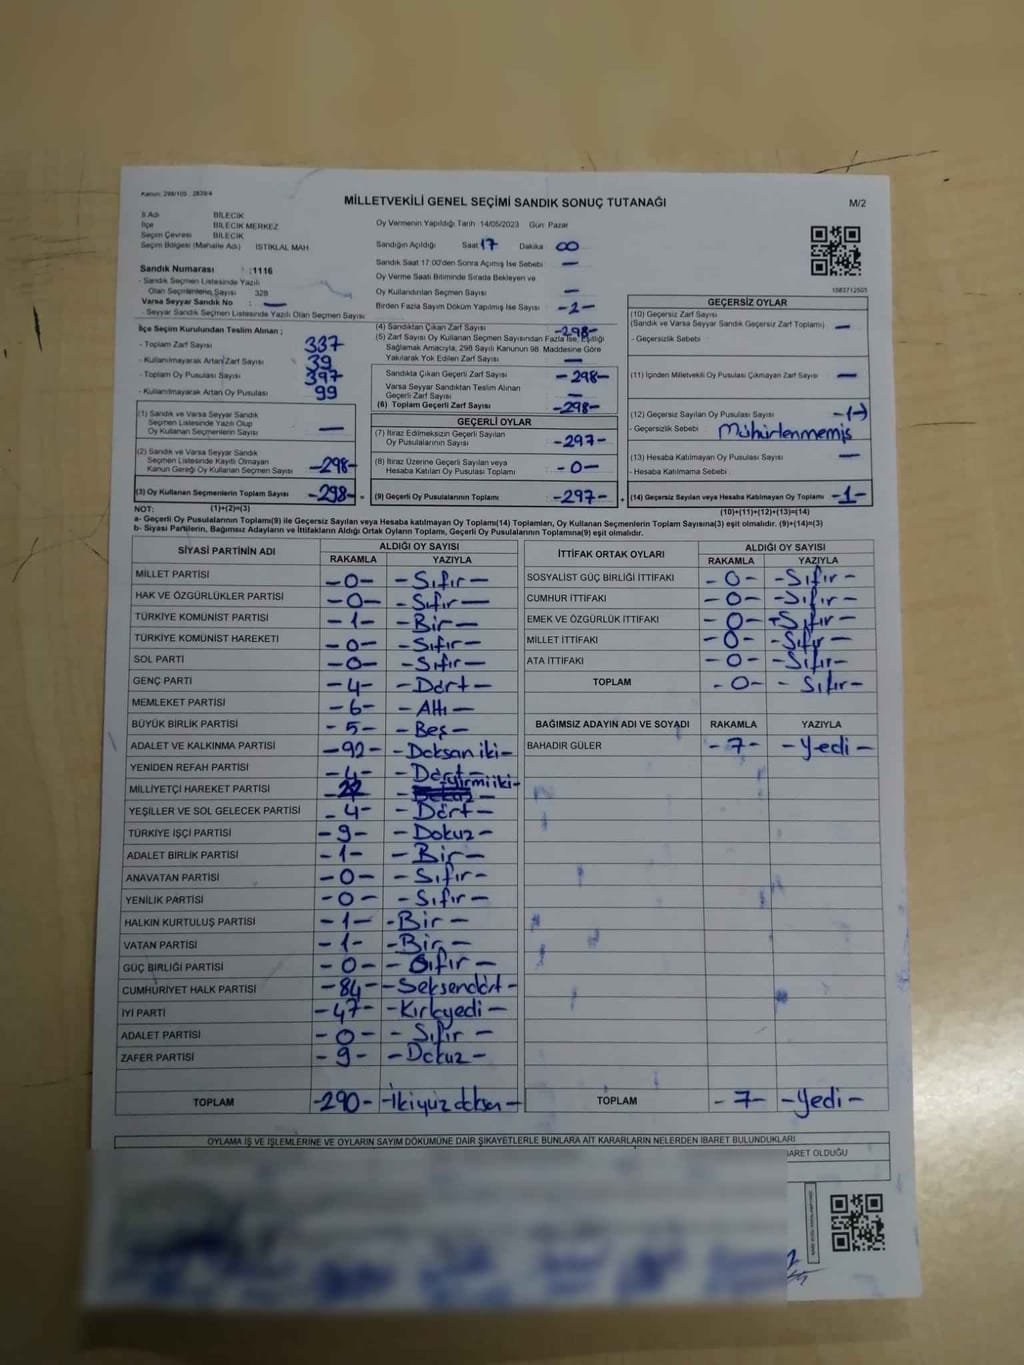 Kanun: 298/105 , 2839/4
MİLLETVEKİLİ GENEL SEÇİMİ SANDIK SONUÇ TUTANAĞI
M/2
İl Adı BİLECİK
İlçe BİLECİK MERKEZ
Seçim Çevresi BİLECİK
Seçim Bölgesi (Mahalle Adı) İSTİKLAL MAH
Oy Vermenin Yapıldığı Tarih 14/05/2023 Gün Pazar
Sandığın Açıldığı Saat 17 Dakika 00
Sandık Saat 17:00'den Sonra Açılmış İse Sebebi —
Oy Verme Saati Bitiminde Sırada Bekleyen ve
Oy Kullandırılan Seçmen Sayısı —
Birden Fazla Sayım Döküm Yapılmış İse Sayısı -2-
1083712501
Sandık Numarası :1116
- Sandık Seçmen Listesinde Yazılı
Olan Seçmenlerin Sayısı 328
Varsa Seyyar Sandık No : —
- Seyyar Sandık Seçmen Listesinde Yazılı Olan Seçmen Sayısı
İlçe Seçim Kurulundan Teslim Alınan ;
- Toplam Zarf Sayısı 337
- Kullanılmayarak Artan Zarf Sayısı 39
- Toplam Oy Pusulası Sayısı 397
- Kullanılmayarak Artan Oy Pusulası 99
(1) Sandık ve Varsa Seyyar Sandık
Seçmen Listesinde Yazılı Olup
Oy Kullanan Seçmenlerin Sayısı —
(2) Sandık ve Varsa Seyyar Sandık
Seçmen Listesinde Kayıtlı Olmayan
Kanun Gereği Oy Kullanan Seçmen Sayısı -298-
(3) Oy Kullanan Seçmenlerin Toplam Sayısı -298-
(4) Sandıktan Çıkan Zarf Sayısı -298-
(5) Zarf Sayısı Oy Kullanan Seçmen Sayısından Fazla İse, Eşitliği
Sağlamak Amacıyla, 298 Sayılı Kanunun 98. Maddesine Göre
Yakılarak Yok Edilen Zarf Sayısı —
Sandıkta Çıkan Geçerli Zarf Sayısı -298-
Varsa Seyyar Sandıktan Teslim Alınan
Geçerli Zarf Sayısı —
(6) Toplam Geçerli Zarf Sayısı -298-
GEÇERLİ OYLAR
(7) İtiraz Edilmeksizin Geçerli Sayılan
Oy Pusulalarının Sayısı -297-
(8) İtiraz Üzerine Geçerli Sayılan veya
Hesaba Katılan Oy Pusulası Toplamı -0-
(9) Geçerli Oy Pusulalarının Toplamı -297-
GEÇERSİZ OYLAR
(10) Geçersiz Zarf Sayısı
(Sandık ve Varsa Seyyar Sandık Geçersiz Zarf Toplamı) —
- Geçersizlik Sebebi
(11) İçinden Milletvekili Oy Pusulası Çıkmayan Zarf Sayısı —
(12) Geçersiz Sayılan Oy Pusulası Sayısı -1-
- Geçersizlik Sebebi Mühürlenmemiş
(13) Hesaba Katılmayan Oy Pusulası Sayısı —
- Hesaba Katılmama Sebebi
(14) Geçersiz Sayılan veya Hesaba Katılmayan Oy Toplamı -1-
NOT: (1)+(2)=(3)
(10)+(11)+(12)+(13)=(14)
a- Geçerli Oy Pusulalarının Toplamı(9) ile Geçersiz Sayılan veya Hesaba katılmayan Oy Toplamı(14) Toplamları, Oy Kullanan Seçmenlerin Toplam Sayısına(3) eşit olmalıdır. (9)+(14)=(3)
b- Siyasi Partilerin, Bağımsız Adayların ve İttifakların Aldığı Ortak Oyların Toplamı, Geçerli Oy Pusulalarının Toplamına(9) eşit olmalıdır.
SİYASİ PARTİNİN ADI ALDIĞI OY SAYISI
RAKAMLA YAZIYLA
MİLLET PARTİSİ -0- -Sıfır-
HAK VE ÖZGÜRLÜKLER PARTİSİ -0- -Sıfır-
TÜRKİYE KOMÜNİST PARTİSİ -1- -Bir-
TÜRKİYE KOMÜNİST HAREKETİ -0- -Sıfır-
SOL PARTİ -0- -Sıfır-
GENÇ PARTİ -4- -Dört-
MEMLEKET PARTİSİ -6- -Altı-
BÜYÜK BİRLİK PARTİSİ -5- -Beş-
ADALET VE KALKINMA PARTİSİ -92- -Doksan iki-
YENİDEN REFAH PARTİSİ -4- -Dört-
MİLLİYETÇİ HAREKET PARTİSİ -22- yirmiiki-
YEŞİLLER VE SOL GELECEK PARTİSİ -4- -Dört-
TÜRKİYE İŞÇİ PARTİSİ -9- -Dokuz-
ADALET BİRLİK PARTİSİ -1- -Bir-
ANAVATAN PARTİSİ -0- -Sıfır-
YENİLİK PARTİSİ -0- -Sıfır-
HALKIN KURTULUŞ PARTİSİ -1- -Bir-
VATAN PARTİSİ -1- -Bir-
GÜÇ BİRLİĞİ PARTİSİ -0- -Sıfır-
CUMHURİYET HALK PARTİSİ -84- -Seksendört-
İYİ PARTİ -47- -Kırkyedi-
ADALET PARTİSİ -0- -Sıfır-
ZAFER PARTİSİ -9- -Dokuz-
TOPLAM -290- -İkiyüz doksan-
İTTİFAK ORTAK OYLARI ALDIĞI OY SAYISI
RAKAMLA YAZIYLA
SOSYALİST GÜÇ BİRLİĞİ İTTİFAKI -0- -Sıfır-
CUMHUR İTTİFAKI -0- -Sıfır-
EMEK VE ÖZGÜRLÜK İTTİFAKI -0- -Sıfır-
MİLLET İTTİFAKI -0- -Sıfır-
ATA İTTİFAKI -0- -Sıfır-
TOPLAM -0- -Sıfır-
BAĞIMSIZ ADAYIN ADI VE SOYADI RAKAMLA YAZIYLA
BAHADIR GÜLER -7- -Yedi-
TOPLAM -7- -Yedi-
OYLAMA İŞ VE İŞLEMLERİNE VE OYLARIN SAYIM DÖKÜMÜNE DAİR ŞİKAYETLERLE BUNLARA AİT KARARLARIN NELERDEN İBARET BULUNDUKLARI
İBARET OLDUĞU